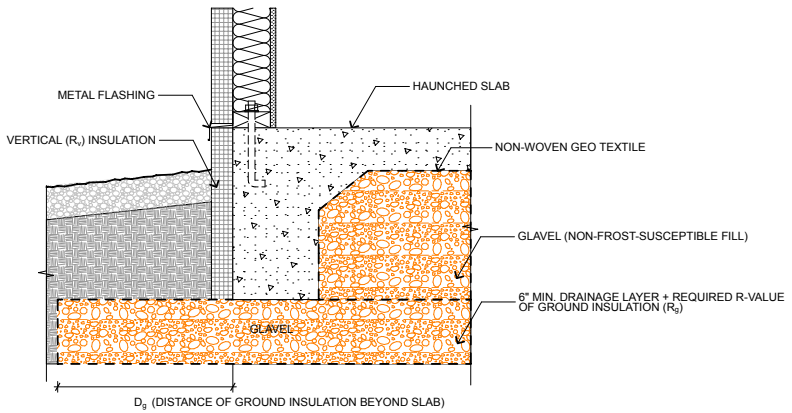 METAL FLASHING
HAUNCHED SLAB
VERTICAL (Rv) INSULATION
NON-WOVEN GEO TEXTILE
GLAVEL (NON-FROST-SUSCEPTIBLE FILL)
6" MIN. DRAINAGE LAYER + REQUIRED R-VALUE
OF GROUND INSULATION (Rg)
GLAVEL
Dg (DISTANCE OF GROUND INSULATION BEYOND SLAB)